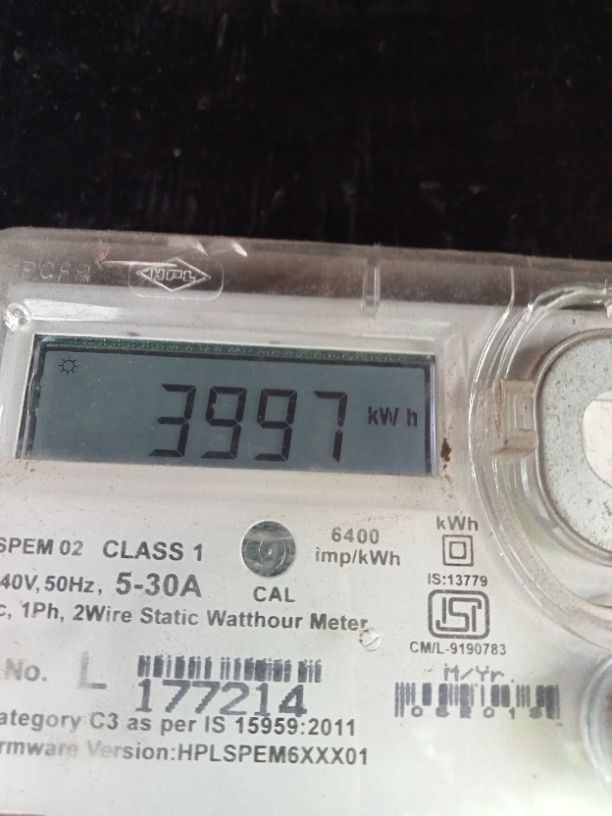 HPL
3997 kWh
SPEM 02 CLASS 1
6400
imp/kWh
kWh
40V, 50Hz, 5-30A
CAL
IS:13779
c, 1Ph, 2Wire Static Watthour Meter
ISI
CM/L-9190783
No. L 177214
M/Yr.
ategory C3 as per IS 15959:2011
rmware Version:HPLSPEM6XXX01